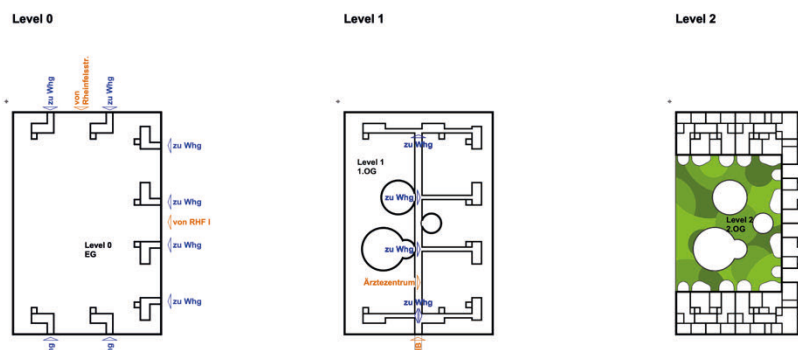 Level 0
Level 1
Level 2
zu Whg
von
Rheinfelsstr.
zu Whg
zu Whg
zu Whg
von RHF I
zu Whg
zu Whg
Level 0
EG
zu Whg
Level 1
1.OG
zu Whg
zu Whg
Ärztezentrum
zu Whg
Level 2
2.OG